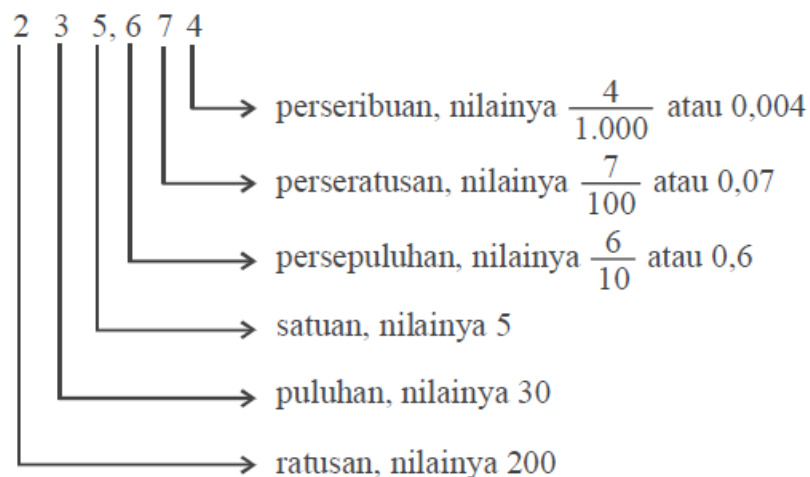 2 3 5, 6 7 4
perseribuan, nilainya 4/1.000 atau 0,004
perseratusan, nilainya 7/100 atau 0,07
persepuluhan, nilainya 6/10 atau 0,6
satuan, nilainya 5
puluhan, nilainya 30
ratusan, nilainya 200